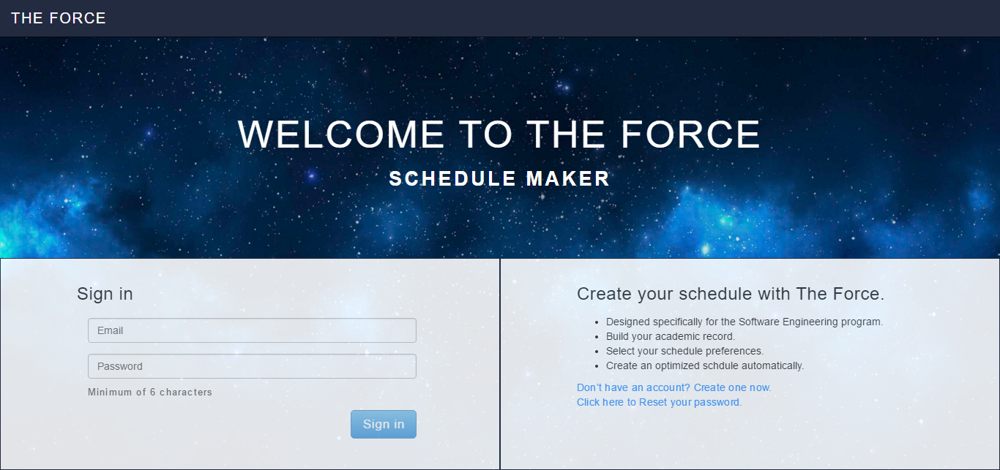 THE FORCE
WELCOME TO THE FORCE
SCHEDULE MAKER
Sign in
Email
Password
Minimum of 6 characters
Sign in
Create your schedule with The Force.
• Designed specifically for the Software Engineering program.
• Build your academic record.
• Select your schedule preferences.
• Create an optimized schdule automatically.
Don't have an account? Create one now.
Click here to Reset your password.